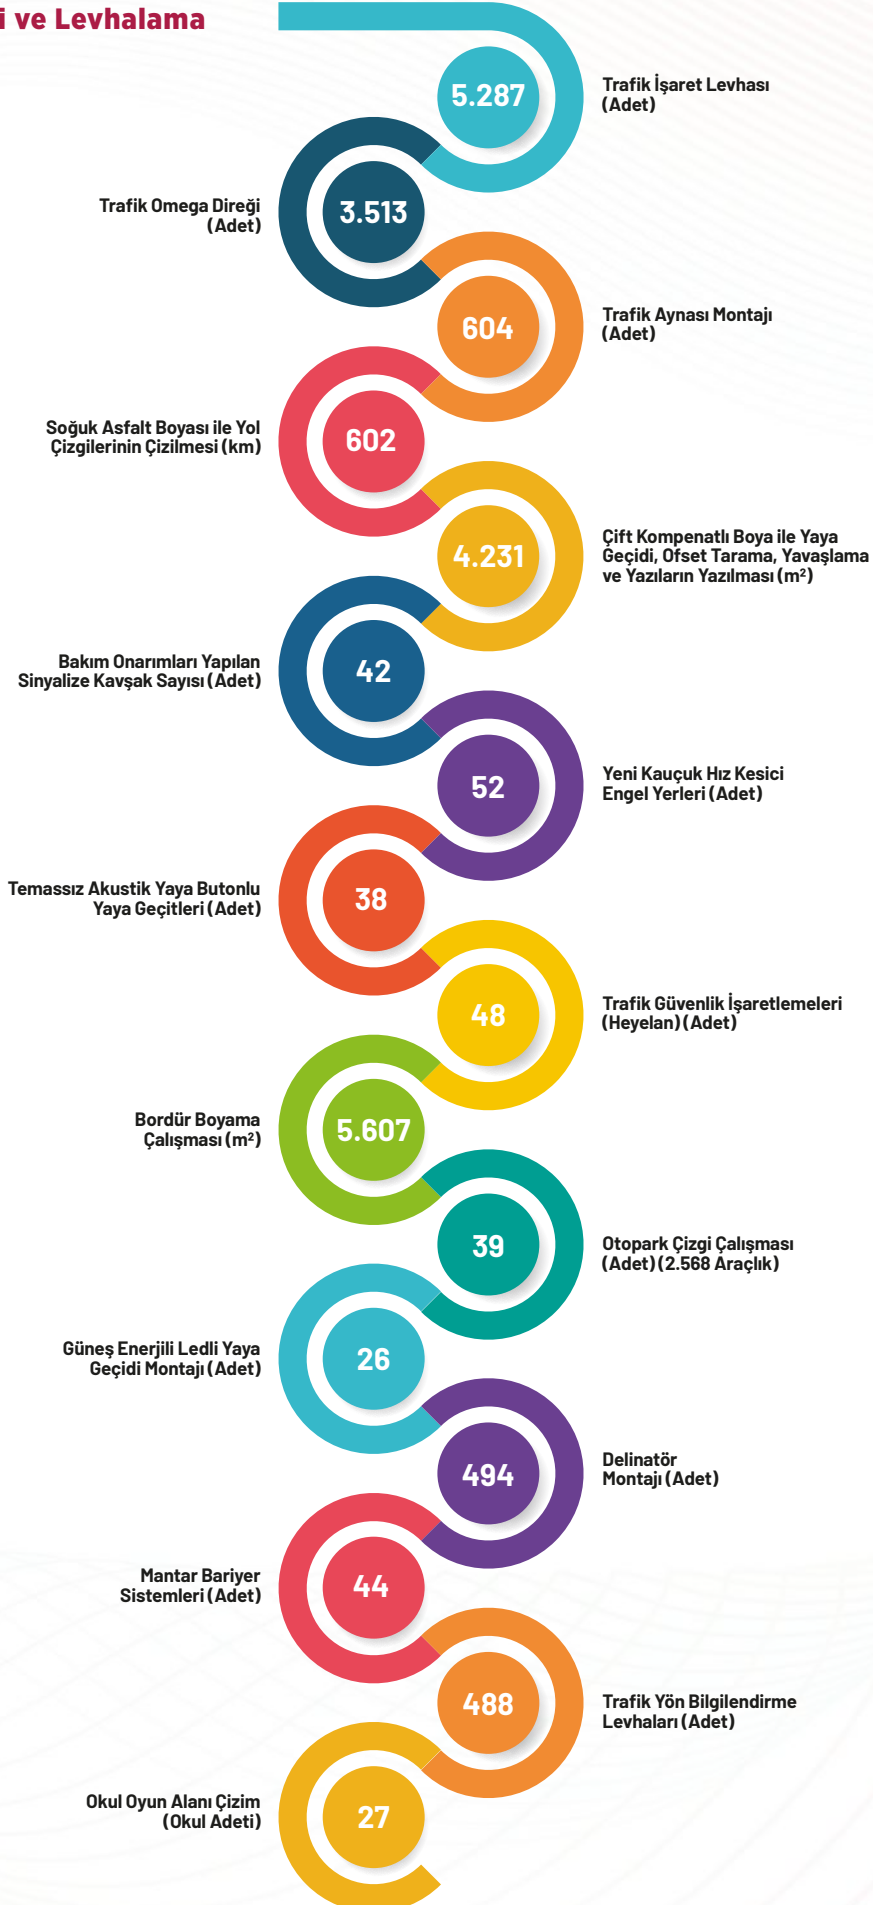 i ve Levhalama
5.287
Trafik İşaret Levhası
(Adet)
Trafik Omega Direği
(Adet)
3.513
604
Trafik Aynası Montajı
(Adet)
Soğuk Asfalt Boyası ile Yol
Çizgilerinin Çizilmesi (km)
602
4.231
Çift Kompenatlı Boya ile Yaya
Geçidi, Ofset Tarama, Yavaşlama
ve Yazıların Yazılması (m²)
Bakım Onarımları Yapılan
Sinyalize Kavşak Sayısı (Adet)
42
52
Yeni Kauçuk Hız Kesici
Engel Yerleri (Adet)
Temassız Akustik Yaya Butonlu
Yaya Geçitleri (Adet)
38
48
Trafik Güvenlik İşaretlemeleri
(Heyelan) (Adet)
Bordür Boyama
Çalışması (m²)
5.607
39
Otopark Çizgi Çalışması
(Adet) (2.568 Araçlık)
Güneş Enerjili Ledli Yaya
Geçidi Montajı (Adet)
26
494
Delinatör
Montajı (Adet)
Mantar Bariyer
Sistemleri (Adet)
44
488
Trafik Yön Bilgilendirme
Levhaları (Adet)
Okul Oyun Alanı Çizim
(Okul Adeti)
27